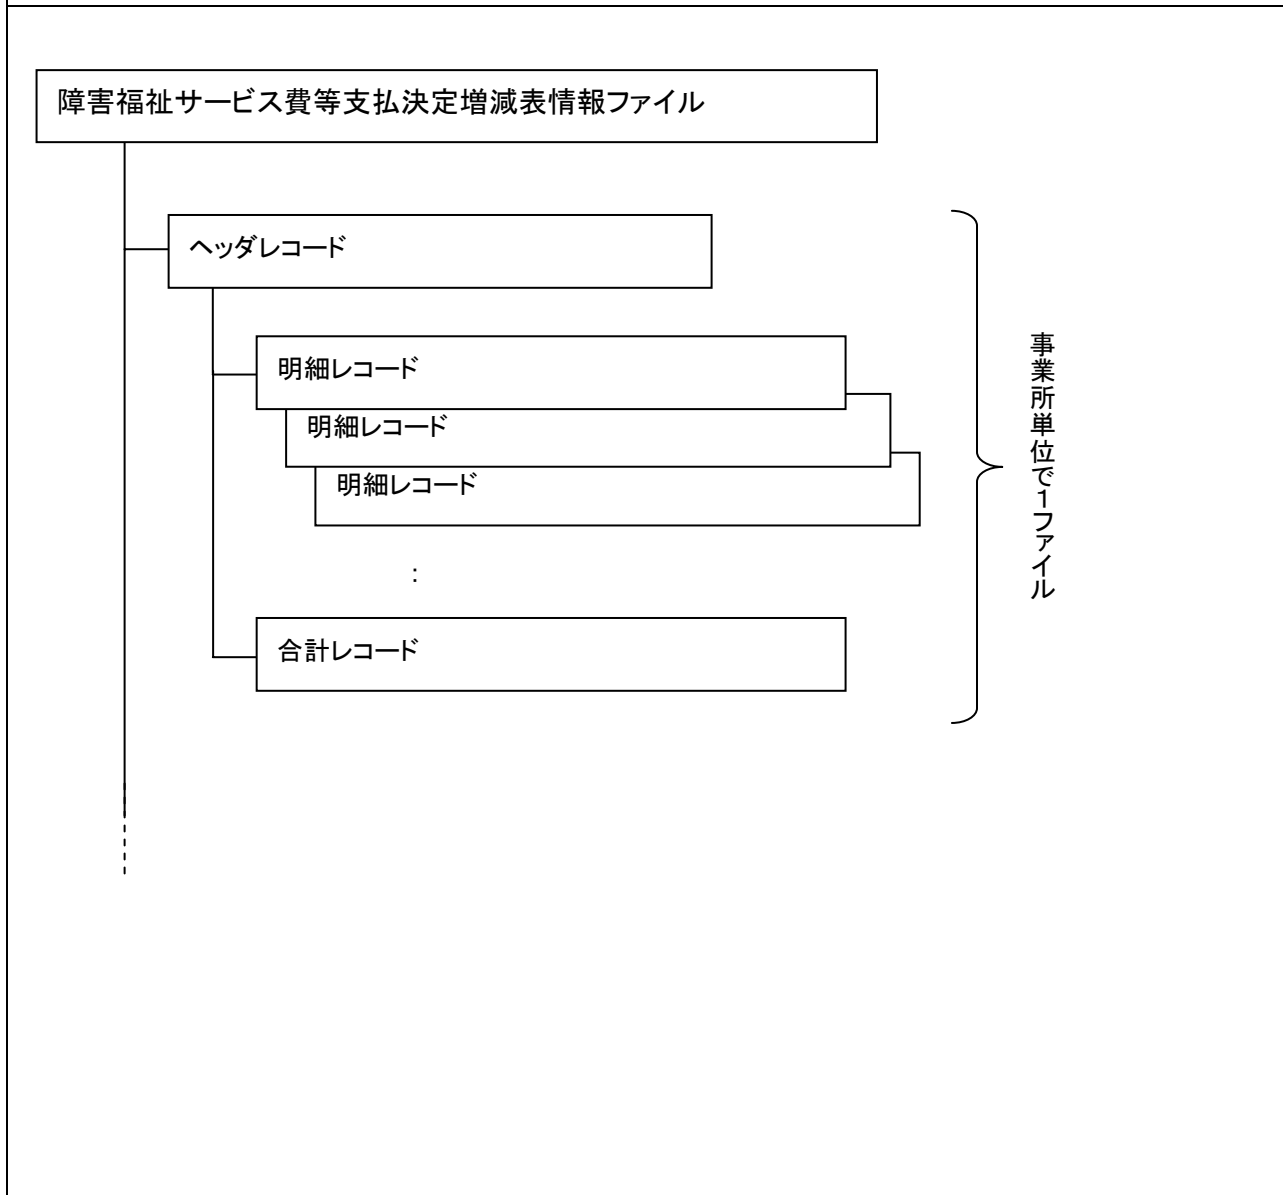 障害福祉サービス費等支払決定増減表情報ファイル
ヘッダレコード
明細レコード
明細レコード
明細レコード
:
合計レコード
事業所単位で1ファイル